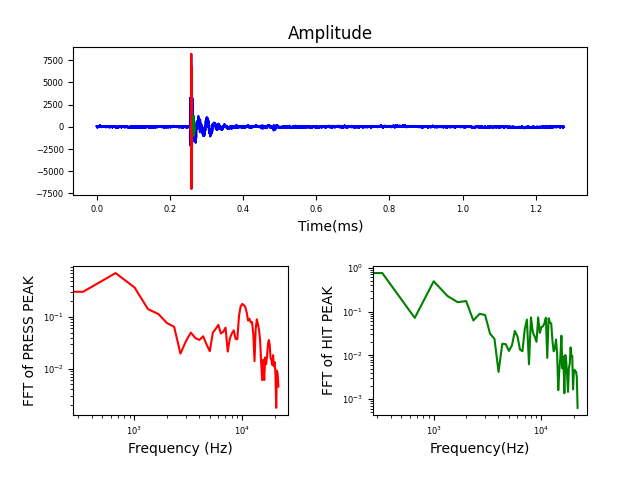 Amplitude
7500
5000
2500
0
−2500
−5000
−7500
0.0 0.2 0.4 0.6 0.8 1.0 1.2
Time(ms)
FFT of PRESS PEAK
10⁻¹
10⁻²
10³ 10⁴
Frequency (Hz)
FFT of HIT PEAK
10⁰
10⁻¹
10⁻²
10⁻³
10³ 10⁴
Frequency(Hz)